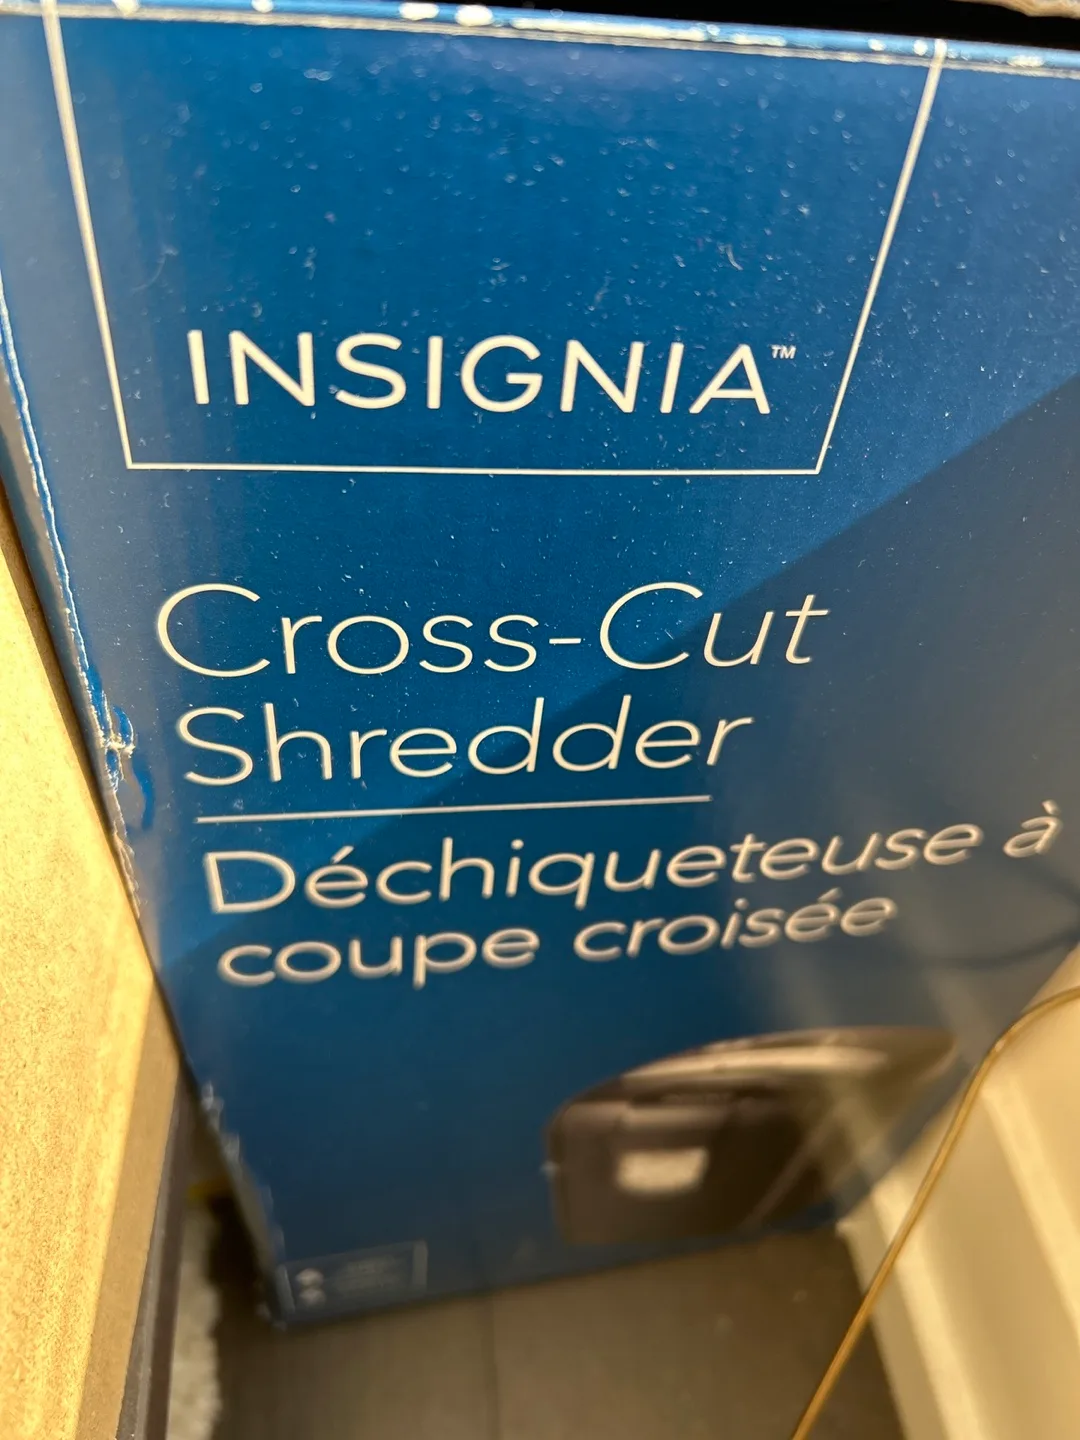 INSIGNIA™
Cross-Cut
Shredder
Déchiqueteuse à
coupe croisée